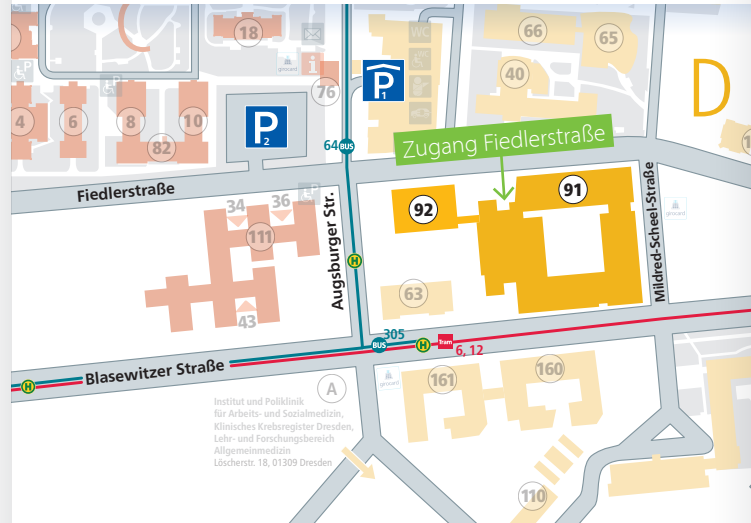 18
66
65
WC
40
P
1
D
4
6
8
10
82
76
P
2
64 BUS
Zugang Fiedlerstraße
Fiedlerstraße
92
91
34
36
111
43
Augsburger Str.
H
63
Mildred-Scheel-Straße
305
BUS
H
Tram
6, 12
H
Blasewitzer Straße
A
161
160
Institut und Poliklinik
für Arbeits- und Sozialmedizin,
Klinisches Krebsregister Dresden,
Lehr- und Forschungsbereich
Allgemeinmedizin
Löscherstr. 18, 01309 Dresden
110